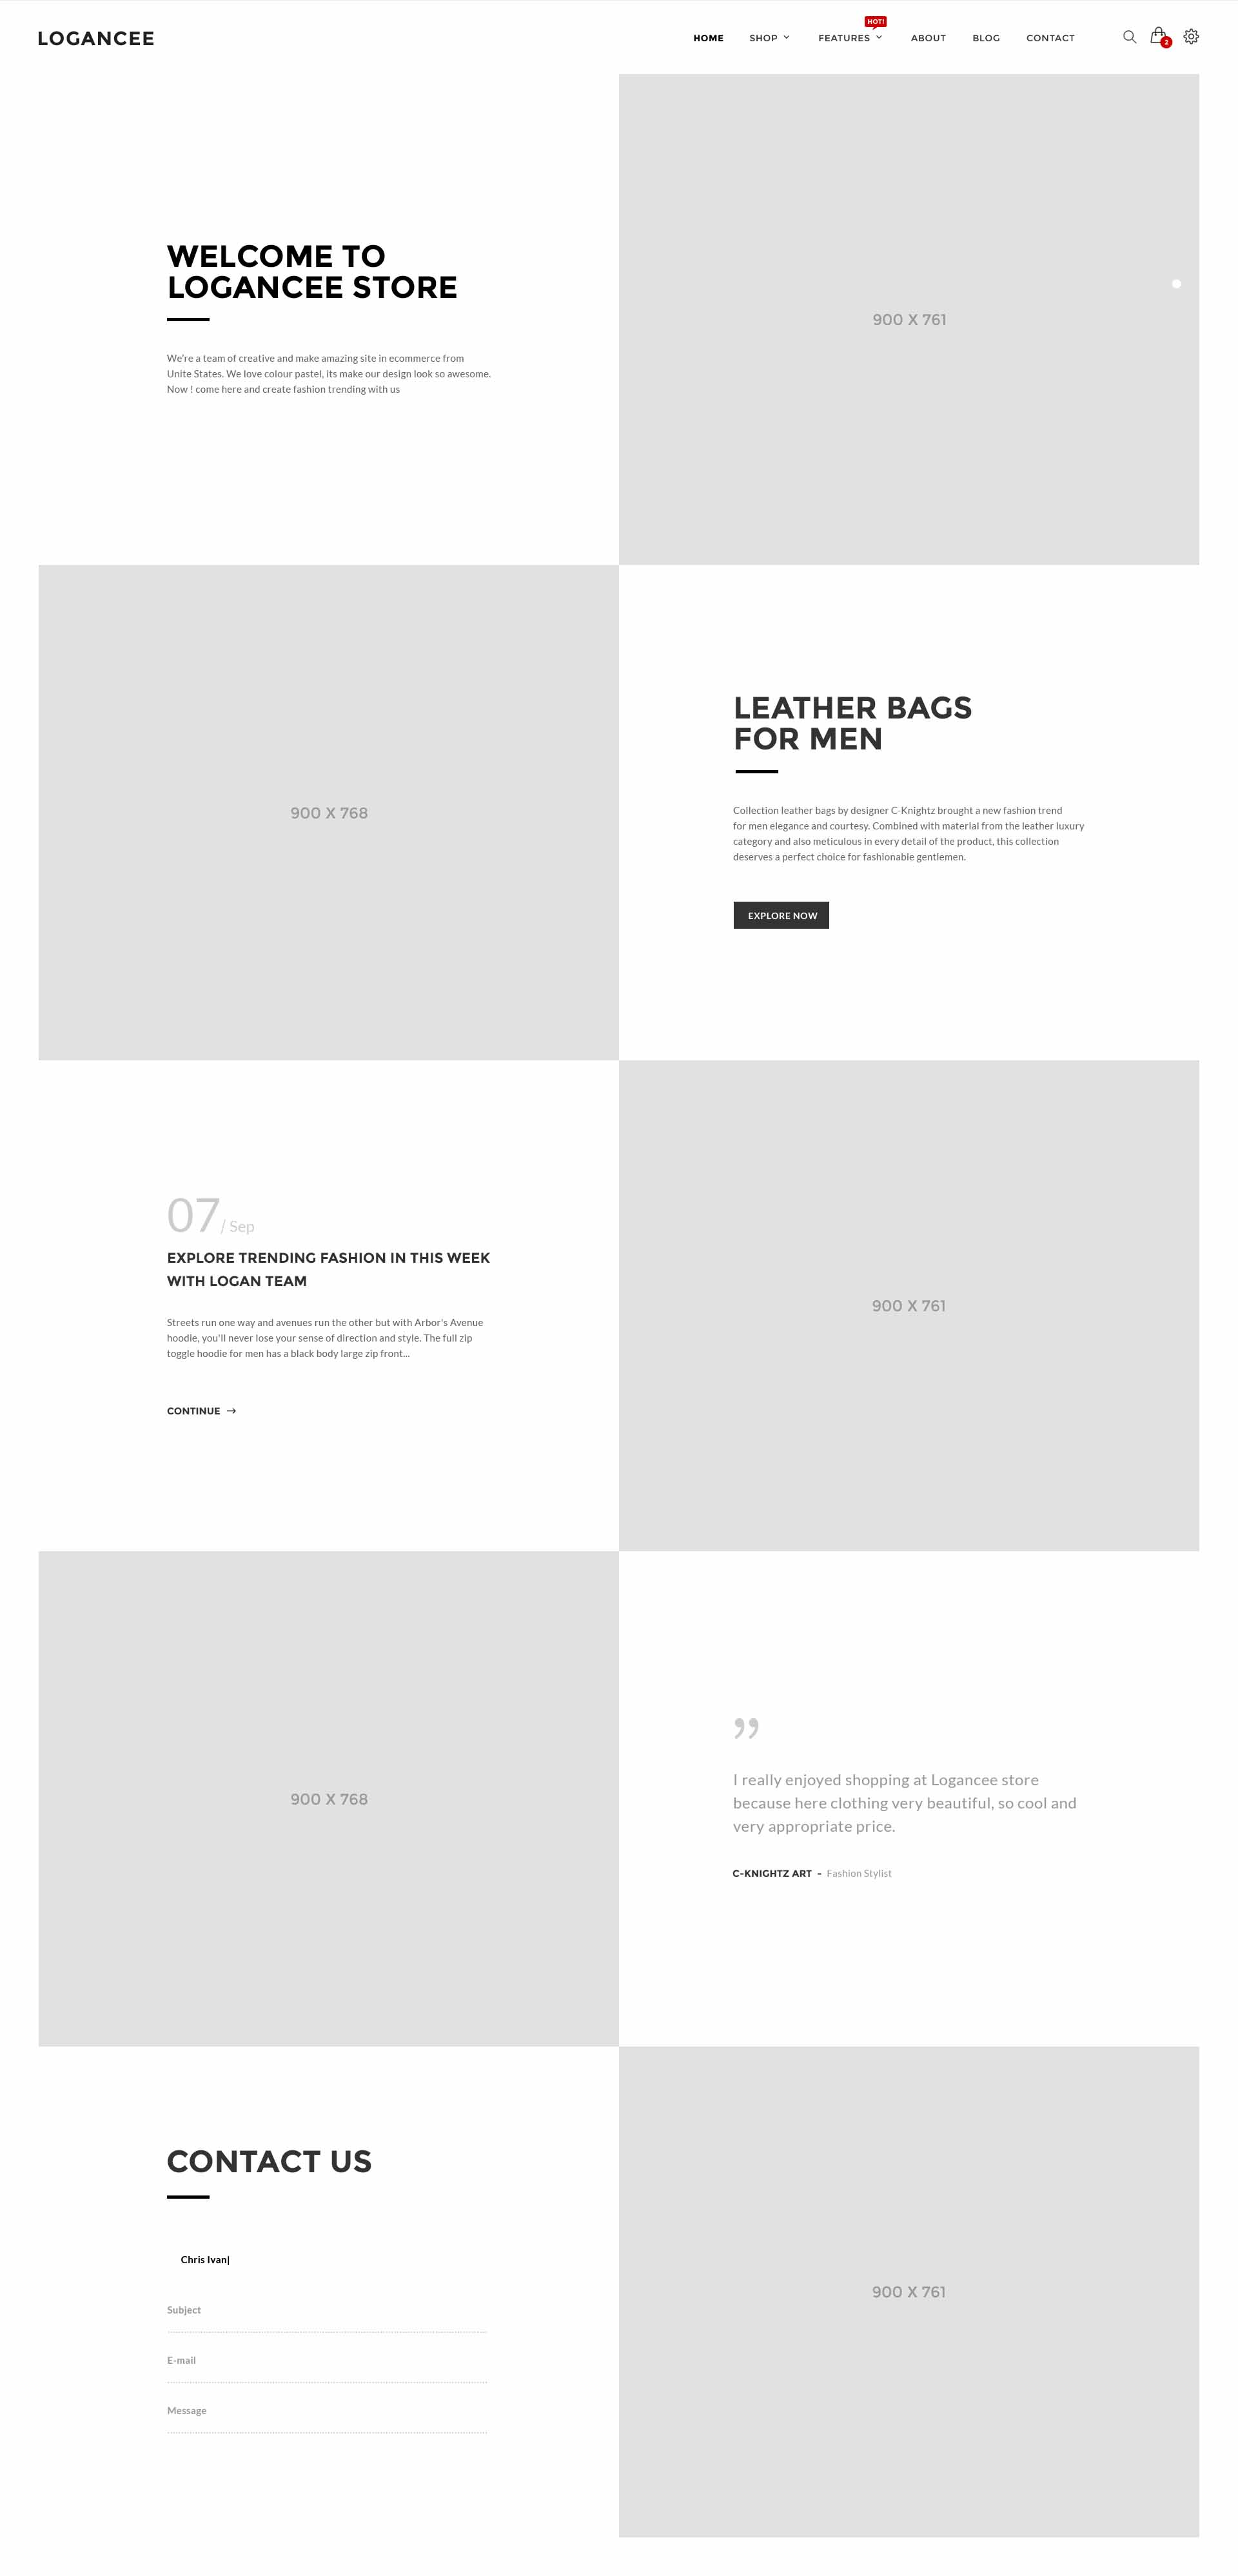 LOGANCEE
HOME SHOP FEATURES HOT! ABOUT BLOG CONTACT 2
WELCOME TO
LOGANCEE STORE
We're a team of creative and make amazing site in ecommerce from
Unite States. We love colour pastel, its make our design look so awesome.
Now ! come here and create fashion trending with us
900 X 761
900 X 768
LEATHER BAGS
FOR MEN
Collection leather bags by designer C-Knightz brought a new fashion trend
for men elegance and courtesy. Combined with material from the leather luxury
category and also meticulous in every detail of the product, this collection
deserves a perfect choice for fashionable gentlemen.
EXPLORE NOW
07 / Sep
EXPLORE TRENDING FASHION IN THIS WEEK
WITH LOGAN TEAM
Streets run one way and avenues run the other but with Arbor's Avenue
hoodie, you'll never lose your sense of direction and style. The full zip
toggle hoodie for men has a black body large zip front...
CONTINUE →
900 X 761
900 X 768
”
I really enjoyed shopping at Logancee store
because here clothing very beautiful, so cool and
very appropriate price.
C-KNIGHTZ ART - Fashion Stylist
CONTACT US
Chris Ivan|
Subject
E-mail
Message
900 X 761